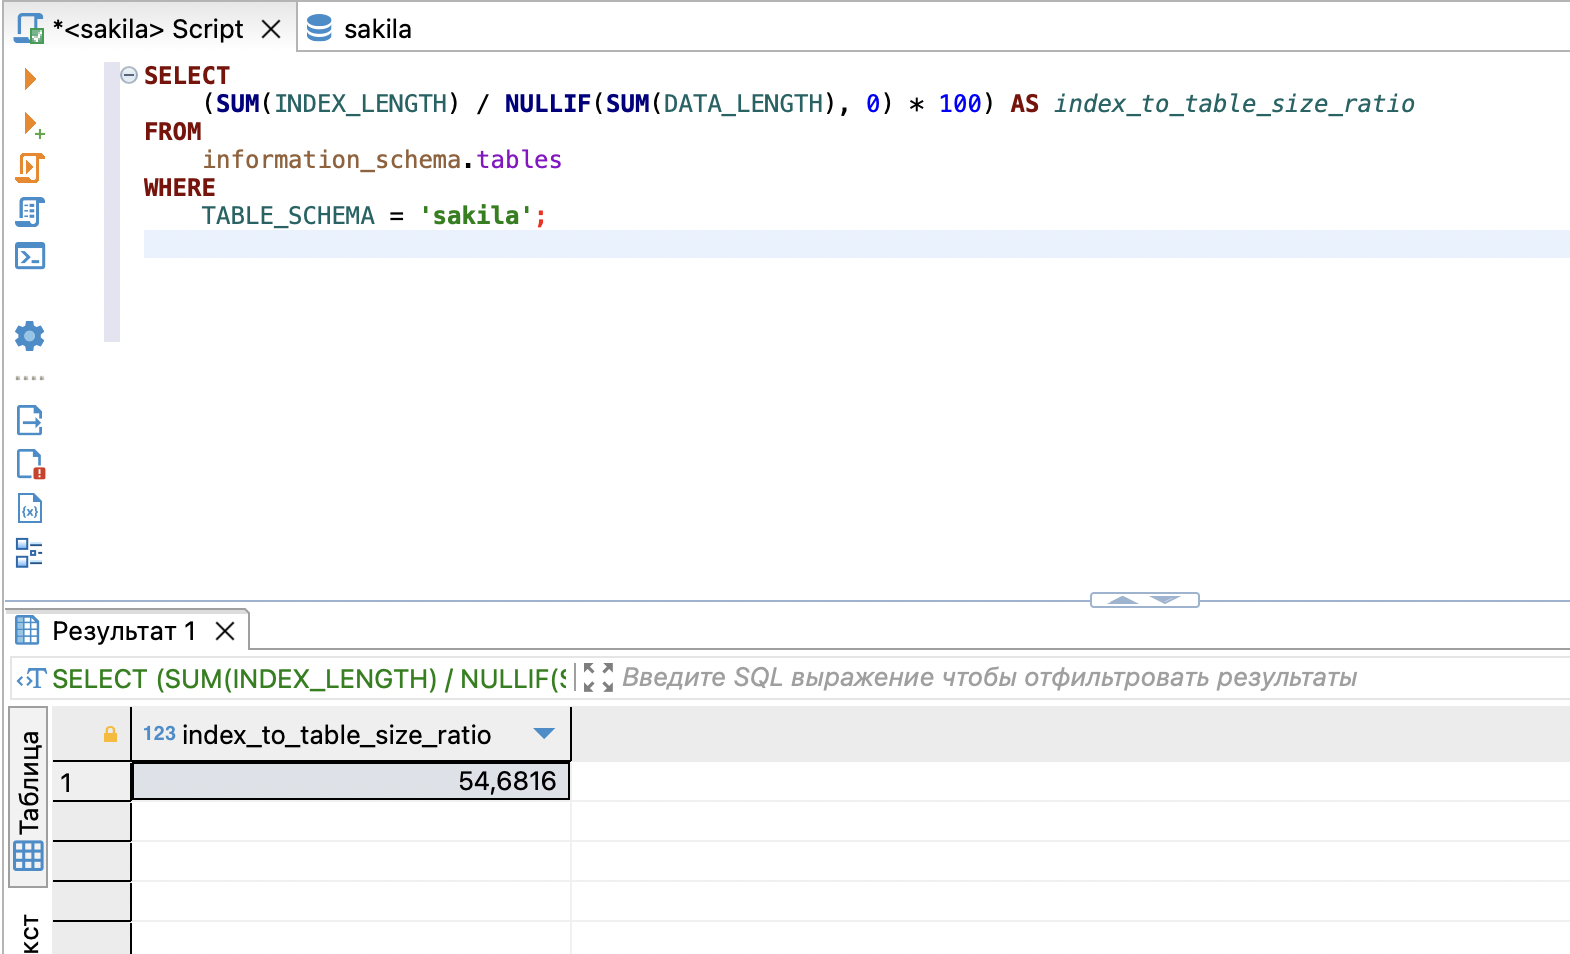 *<sakila> Script
sakila
SELECT
(SUM(INDEX_LENGTH) / NULLIF(SUM(DATA_LENGTH), 0) * 100) AS index_to_table_size_ratio
FROM
information_schema.tables
WHERE
TABLE_SCHEMA = 'sakila';
Результат 1
SELECT (SUM(INDEX_LENGTH) / NULLIF(S
Введите SQL выражение чтобы отфильтровать результаты
Таблица
123 index_to_table_size_ratio
1
54,6816